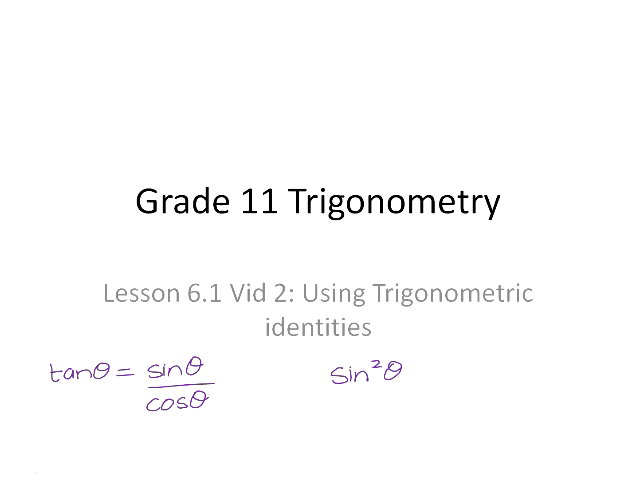 Grade 11 Trigonometry
Lesson 6.1 Vid 2: Using Trigonometric
identities
tanθ = sinθ/cosθ
sin²θ